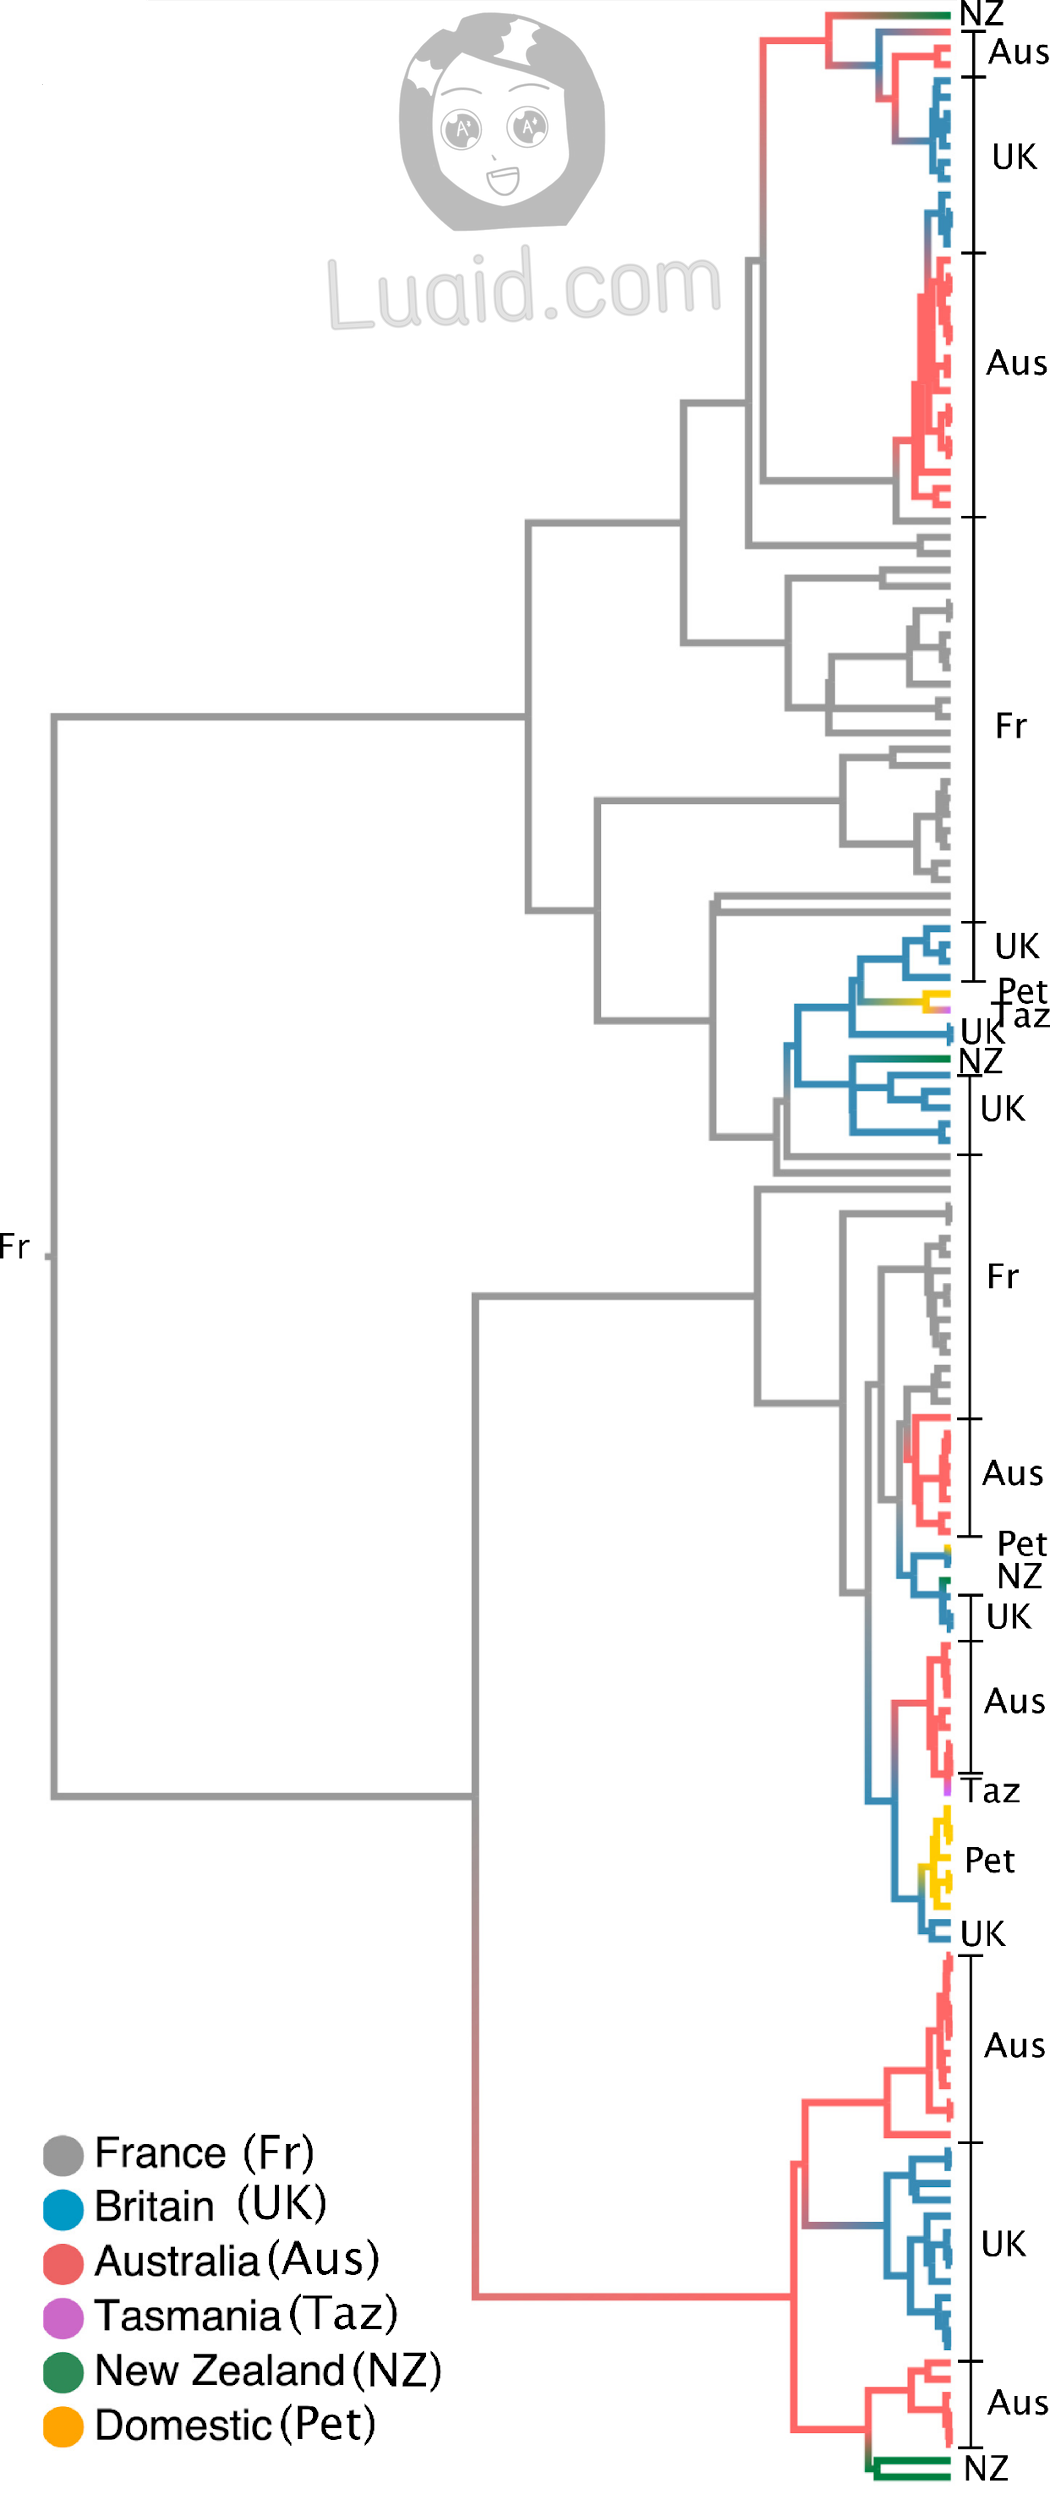 NZ
Aus
UK
Luaid.com
Aus
Fr
UK
Pet
Taz
UK
NZ
UK
Fr
Fr
Aus
Pet
NZ
UK
Aus
Taz
Pet
UK
Aus
France (Fr)
Britain (UK)
UK
Australia (Aus)
Tasmania (Taz)
New Zealand (NZ)
Aus
Domestic (Pet)
NZ